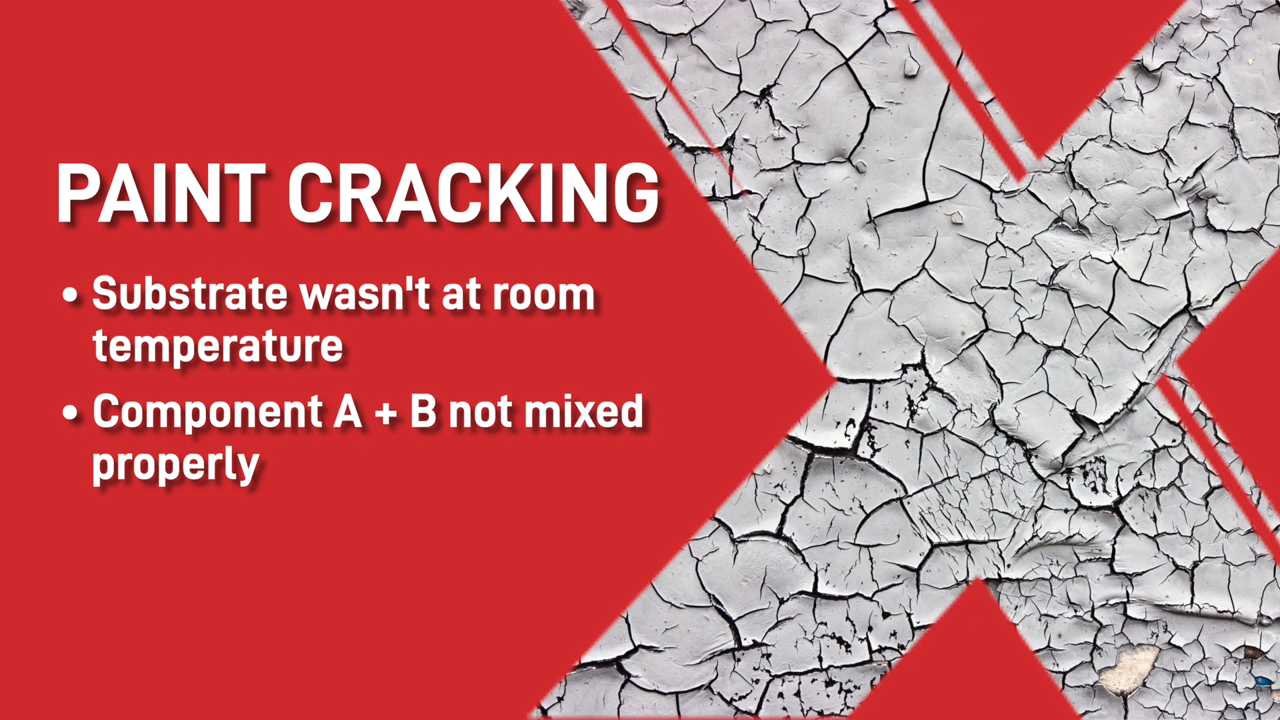 PAINT CRACKING
• Substrate wasn't at room
temperature
• Component A + B not mixed
properly